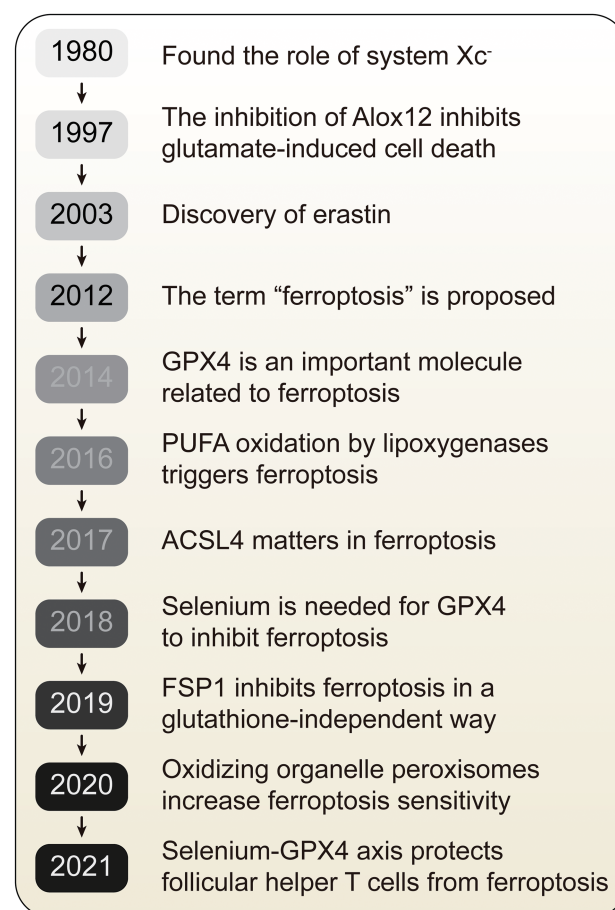 1980
Found the role of system Xc⁻
1997
The inhibition of Alox12 inhibits
glutamate-induced cell death
2003
Discovery of erastin
2012
The term “ferroptosis” is proposed
2014
GPX4 is an important molecule
related to ferroptosis
2016
PUFA oxidation by lipoxygenases
triggers ferroptosis
2017
ACSL4 matters in ferroptosis
2018
Selenium is needed for GPX4
to inhibit ferroptosis
2019
FSP1 inhibits ferroptosis in a
glutathione-independent way
2020
Oxidizing organelle peroxisomes
increase ferroptosis sensitivity
2021
Selenium-GPX4 axis protects
follicular helper T cells from ferroptosis